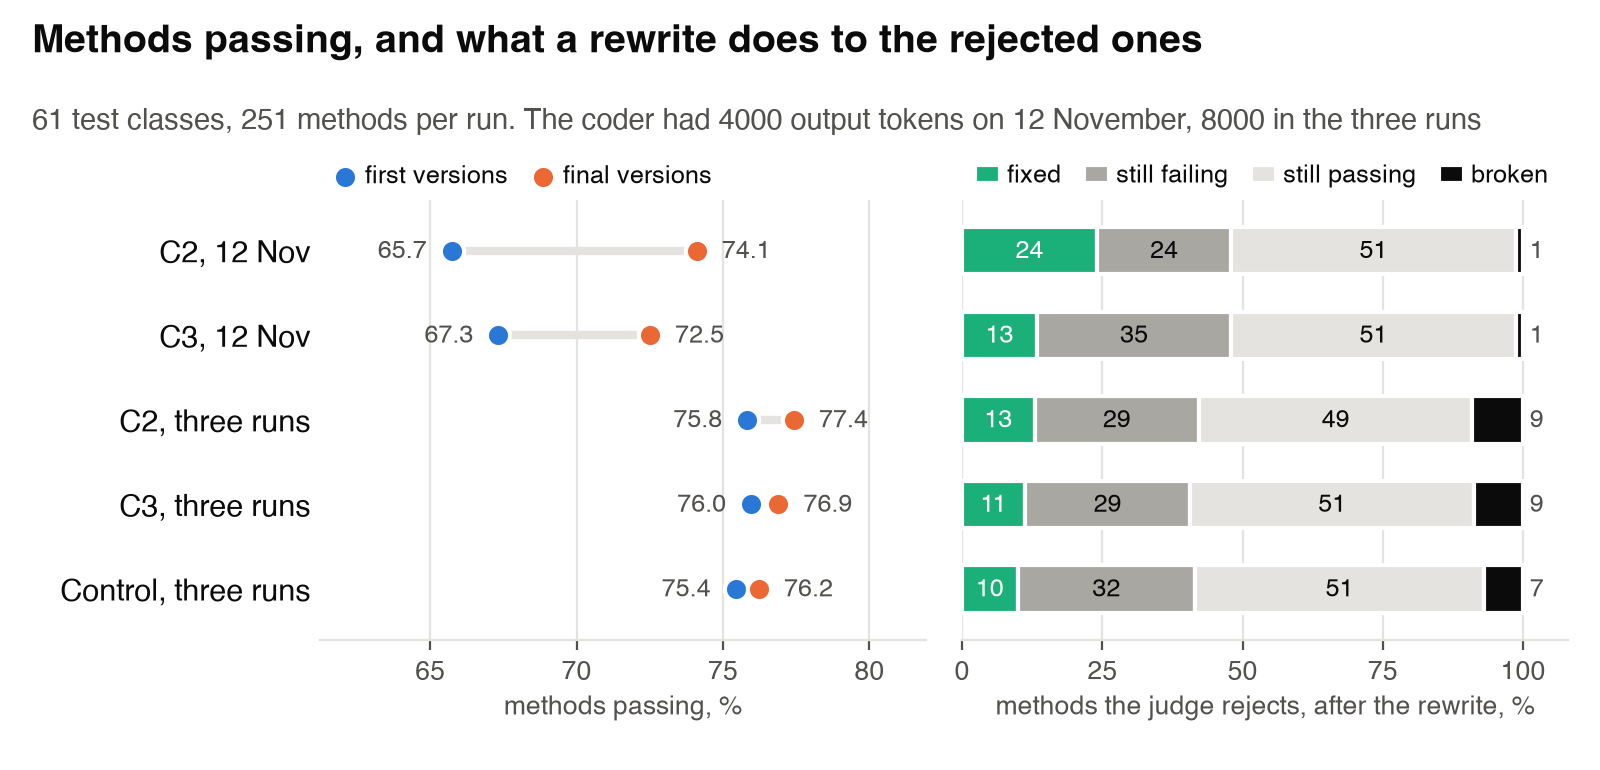 Methods passing, and what a rewrite does to the rejected ones
61 test classes, 251 methods per run. The coder had 4000 output tokens on 12 November, 8000 in the three runs
first versions final versions
fixed still failing still passing broken
C2, 12 Nov 65.7 74.1 24 24 51 1
C3, 12 Nov 67.3 72.5 13 35 51 1
C2, three runs 75.8 77.4 13 29 49 9
C3, three runs 76.0 76.9 11 29 51 9
Control, three runs 75.4 76.2 10 32 51 7
65 70 75 80
0 25 50 75 100
methods passing, %
methods the judge rejects, after the rewrite, %